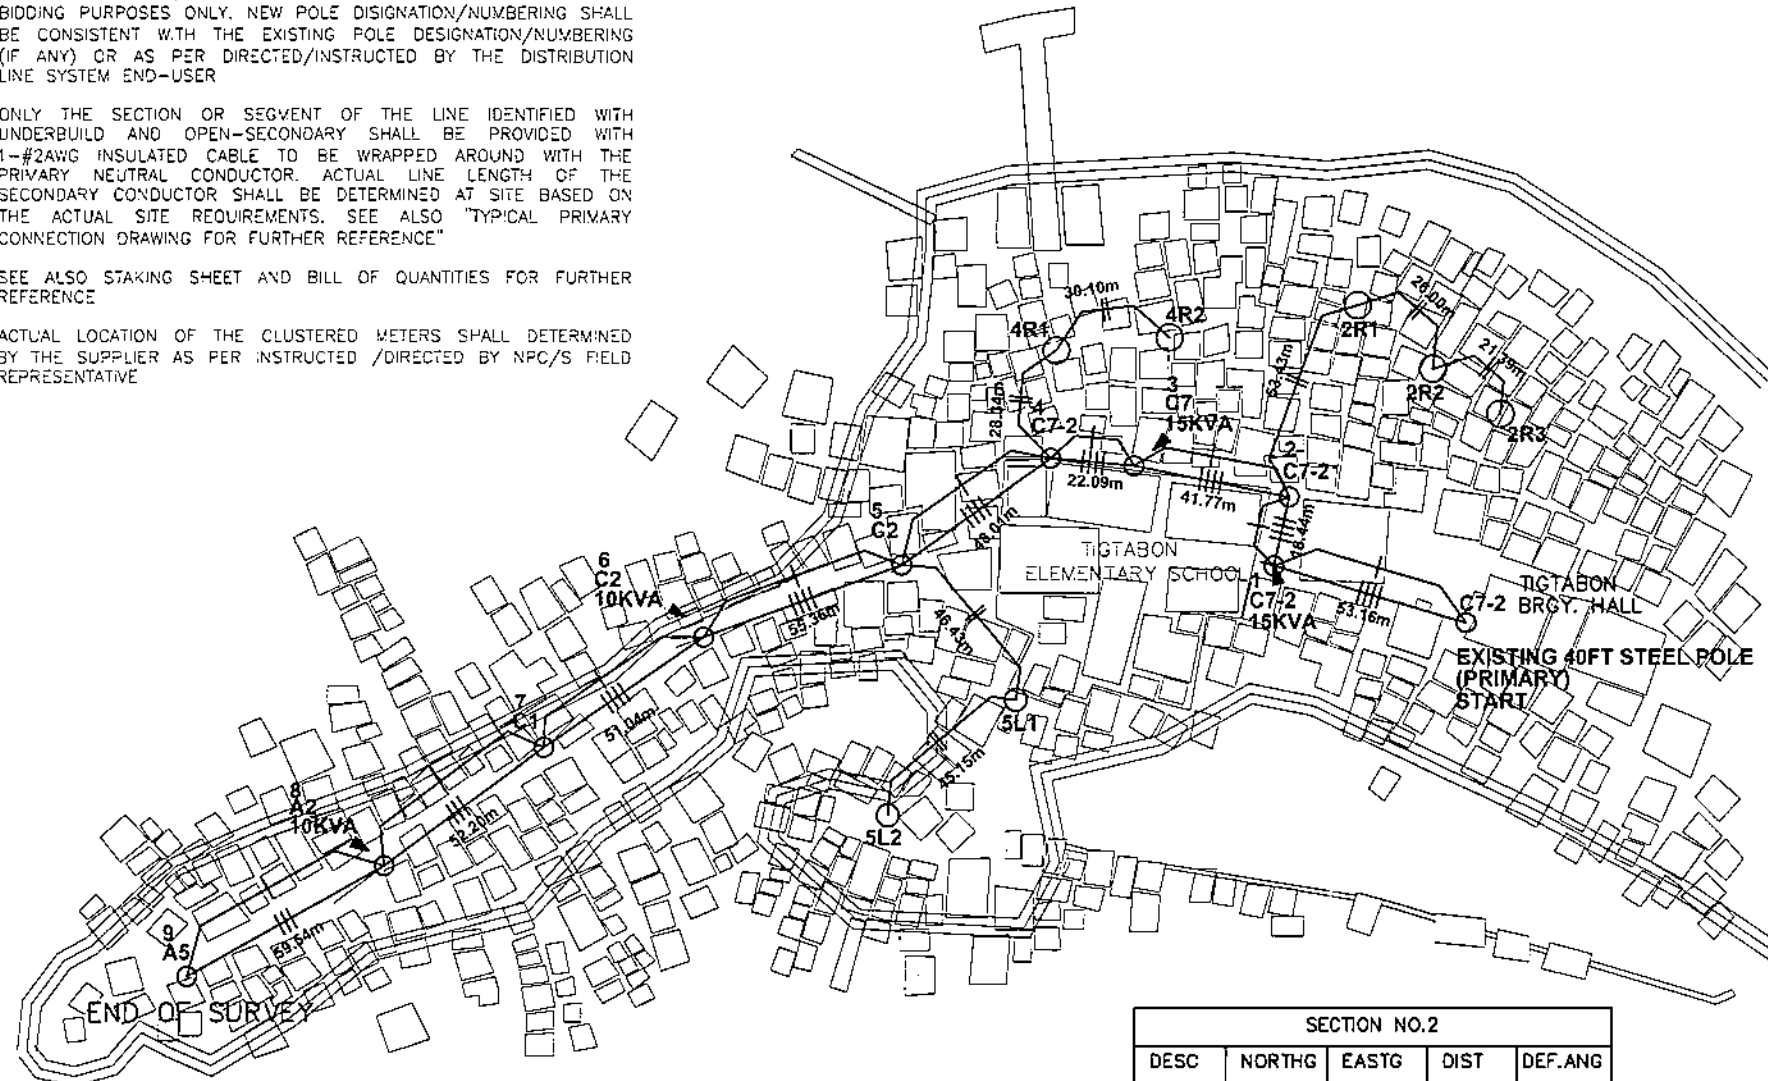 BIDDING PURPOSES ONLY. NEW POLE DISIGNATION/NUMBERING SHALL
BE CONSISTENT WITH THE EXISTING POLE DESIGNATION/NUMBERING
(IF ANY) OR AS PER DIRECTED/INSTRUCTED BY THE DISTRIBUTION
LINE SYSTEM END-USER
ONLY THE SECTION OR SEGMENT OF THE LINE IDENTIFIED WITH
UNDERBUILD AND OPEN-SECONDARY SHALL BE PROVIDED WITH
1-#2AWG INSULATED CABLE TO BE WRAPPED AROUND WITH THE
PRIMARY NEUTRAL CONDUCTOR. ACTUAL LINE LENGTH OF THE
SECONDARY CONDUCTOR SHALL BE DETERMINED AT SITE BASED ON
THE ACTUAL SITE REQUIREMENTS. SEE ALSO "TYPICAL PRIMARY
CONNECTION DRAWING FOR FURTHER REFERENCE"
SEE ALSO STAKING SHEET AND BILL OF QUANTITIES FOR FURTHER
REFERENCE
ACTUAL LOCATION OF THE CLUSTERED METERS SHALL DETERMINED
BY THE SUPPLIER AS PER INSTRUCTED /DIRECTED BY NPC/S FIELD
REPRESENTATIVE
30.10m
26.00m
4R1
4R2
2R1
21.39m
53.43m
2R2
2R3
3
C7
15KVA
4
C7-2
2
C7-2
22.09m
41.77m
5
C2
48.01m
18.44m
TIGTABON
ELEMENTARY SCHOOL
6
C2
10KVA
55.36m
46.43m
1
C7-2
15KVA
53.16m
C7-2
TIGTABON
BRGY. HALL
EXISTING 40FT STEEL POLE
(PRIMARY)
START
7
C1
51.04m
5L1
45.15m
8
A2
10KVA
52.20m
5L2
9
A5
59.54m
END OF SURVEY
SECTION NO.2
DESC NORTHG EASTG DIST DEF.ANG